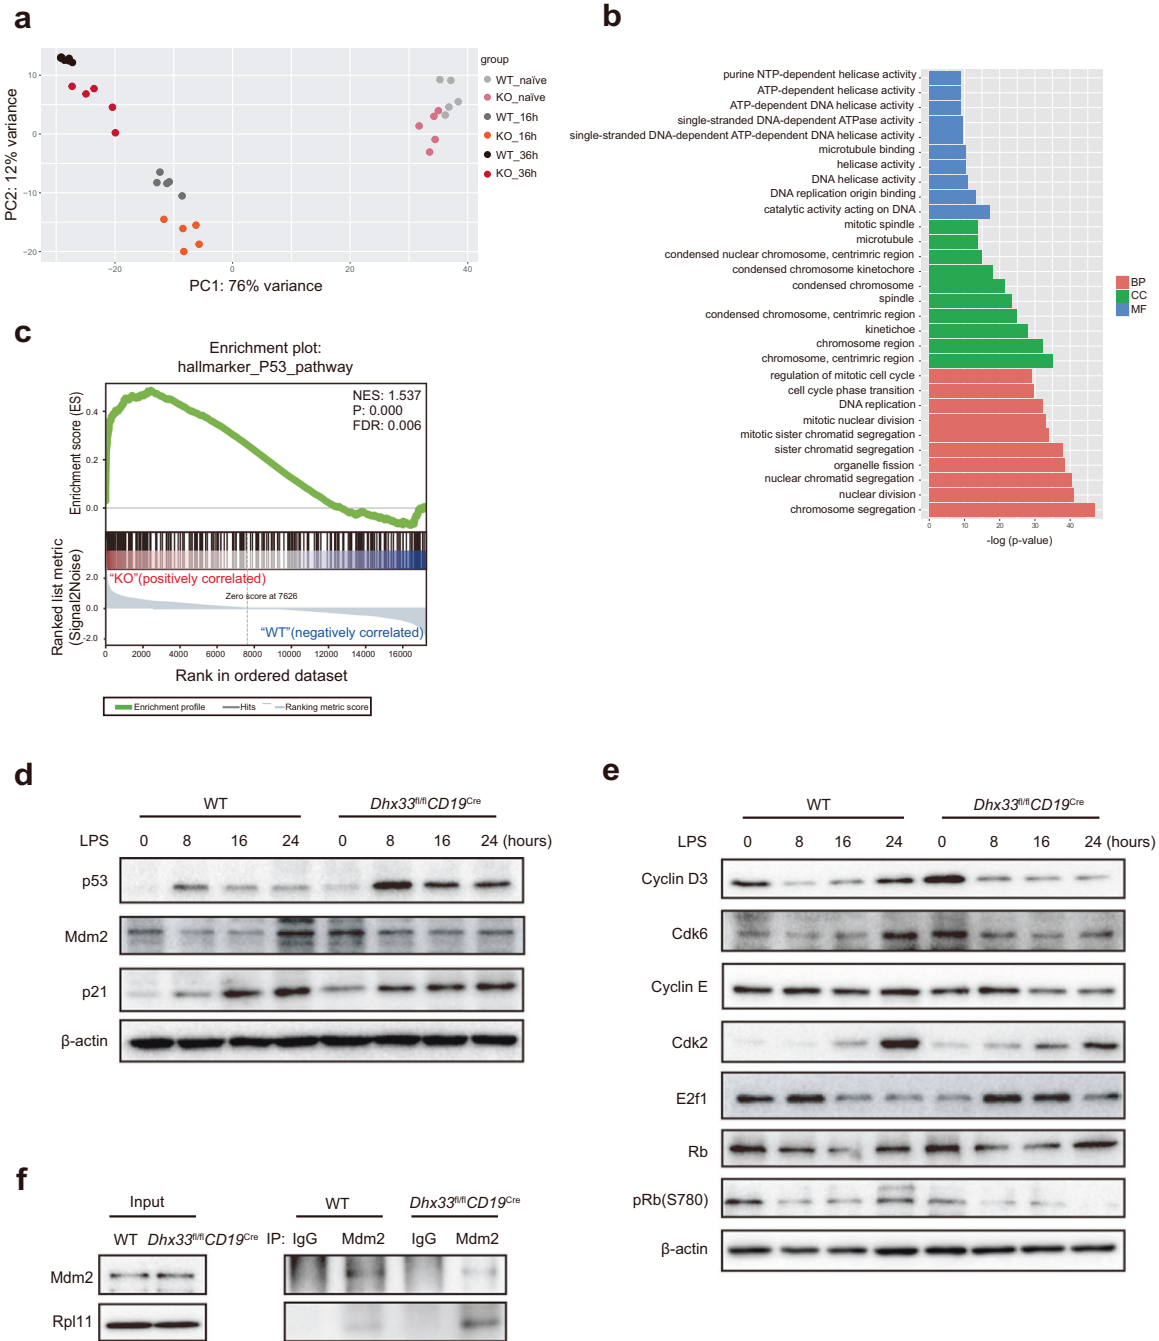 a
PC2: 12% variance
10
0
−10
−20
−20
0
20
40
PC1: 76% variance
group
WT_naïve
KO_naïve
WT_16h
KO_16h
WT_36h
KO_36h
b
purine NTP-dependent helicase activity
ATP-dependent helicase activity
ATP-dependent DNA helicase activity
single-stranded DNA-dependent ATPase activity
single-stranded DNA-dependent ATP-dependent DNA helicase activity
microtubule binding
helicase activity
DNA helicase activity
DNA replication origin binding
catalytic activity acting on DNA
mitotic spindle
microtubule
condensed nuclear chromosome, centrimric region
condensed chromosome kinetochore
condensed chromosome
spindle
condensed chromosome, centrimric region
kinetichoe
chromosome region
chromosome, centrimric region
regulation of mitotic cell cycle
cell cycle phase transition
DNA replication
mitotic nuclear division
mitotic sister chromatid segregation
sister chromatid segregation
organelle fission
nuclear chromatid segregation
nuclear division
chromosome segregation
0 10 20 30 40
-log (p-value)
BP
CC
MF
c
Enrichment plot:
hallmarker_P53_pathway
NES: 1.537
P: 0.000
FDR: 0.006
Enrichment score (ES)
0.4
0.2
0.0
Ranked list metric
(Signal2Noise)
2.0
0.0
-2.0
“KO”(positively correlated)
Zero score at 7626
“WT”(negatively correlated)
0 2000 4000 6000 8000 10000 12000 14000 16000
Rank in ordered dataset
Enrichment profile Hits Ranking metric score
d
WT Dhx33fl/flCD19Cre
LPS 0 8 16 24 0 8 16 24 (hours)
p53
Mdm2
p21
β-actin
e
WT Dhx33fl/flCD19Cre
LPS 0 8 16 24 0 8 16 24 (hours)
Cyclin D3
Cdk6
Cyclin E
Cdk2
E2f1
Rb
pRb(S780)
β-actin
f
Input WT Dhx33fl/flCD19Cre
WT Dhx33fl/flCD19Cre IP: IgG Mdm2 IgG Mdm2
Mdm2
Rpl11